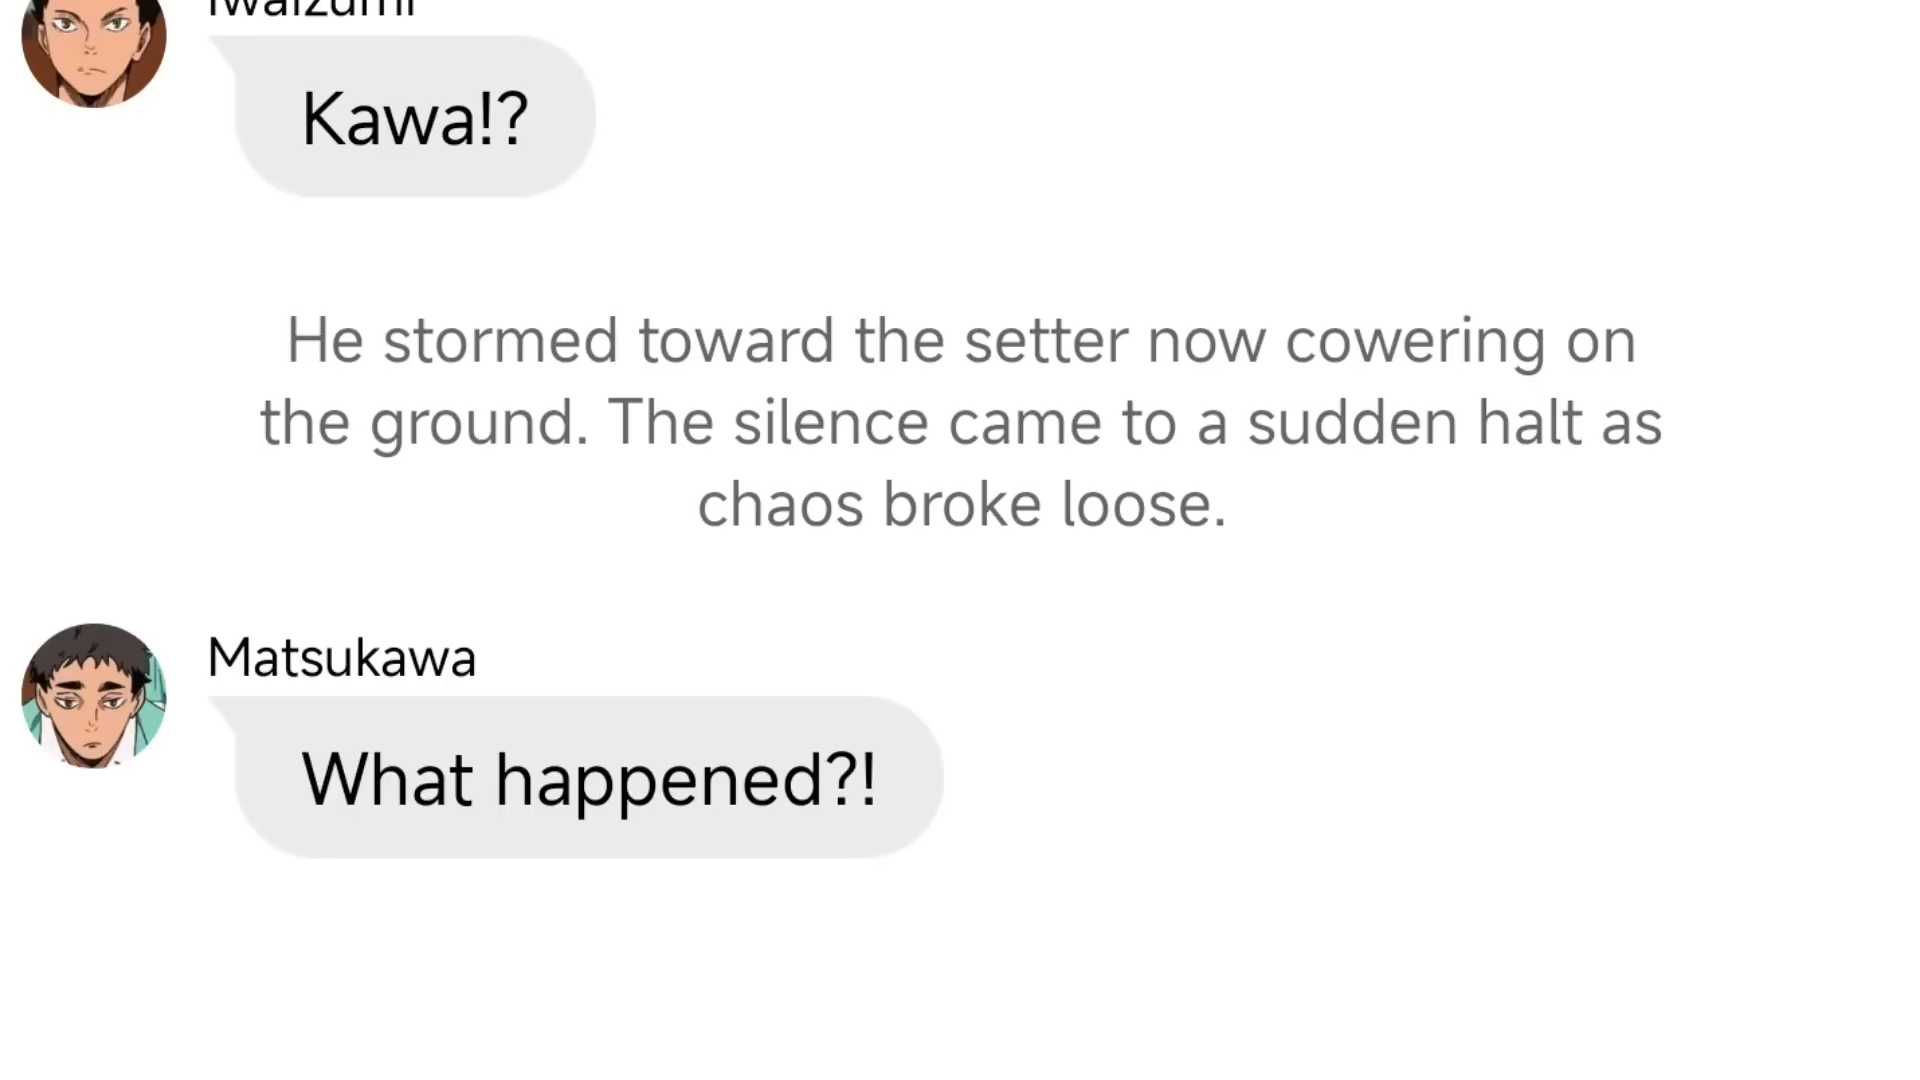 Iwaizumi
Kawa!?
He stormed toward the setter now cowering on
the ground. The silence came to a sudden halt as
chaos broke loose.
Matsukawa
What happened?!